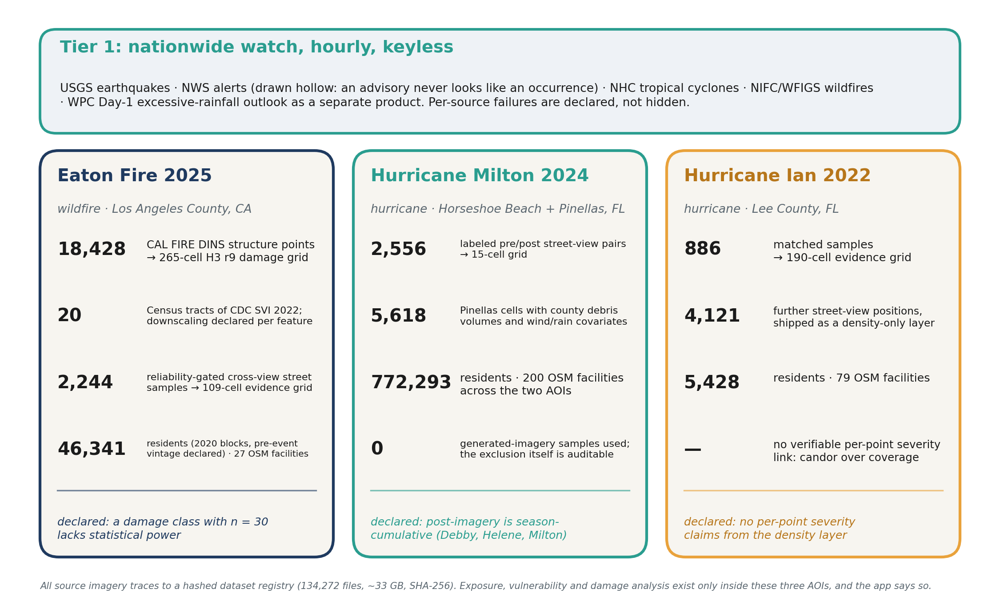 Tier 1: nationwide watch, hourly, keyless
USGS earthquakes · NWS alerts (drawn hollow: an advisory never looks like an occurrence) · NHC tropical cyclones · NIFC/WFIGS wildfires
· WPC Day-1 excessive-rainfall outlook as a separate product. Per-source failures are declared, not hidden.
Eaton Fire 2025
wildfire · Los Angeles County, CA
18,428
CAL FIRE DINS structure points
→ 265-cell H3 r9 damage grid
20
Census tracts of CDC SVI 2022;
downscaling declared per feature
2,244
reliability-gated cross-view street
samples → 109-cell evidence grid
46,341
residents (2020 blocks, pre-event
vintage declared) · 27 OSM facilities
declared: a damage class with n = 30
lacks statistical power
Hurricane Milton 2024
hurricane · Horseshoe Beach + Pinellas, FL
2,556
labeled pre/post street-view pairs
→ 15-cell grid
5,618
Pinellas cells with county debris
volumes and wind/rain covariates
772,293
residents · 200 OSM facilities
across the two AOIs
0
generated-imagery samples used;
the exclusion itself is auditable
declared: post-imagery is season-
cumulative (Debby, Helene, Milton)
Hurricane Ian 2022
hurricane · Lee County, FL
886
matched samples
→ 190-cell evidence grid
4,121
further street-view positions,
shipped as a density-only layer
5,428
residents · 79 OSM facilities
—
no verifiable per-point severity
link: candor over coverage
declared: no per-point severity
claims from the density layer
All source imagery traces to a hashed dataset registry (134,272 files, ~33 GB, SHA-256). Exposure, vulnerability and damage analysis exist only inside these three AOIs, and the app says so.